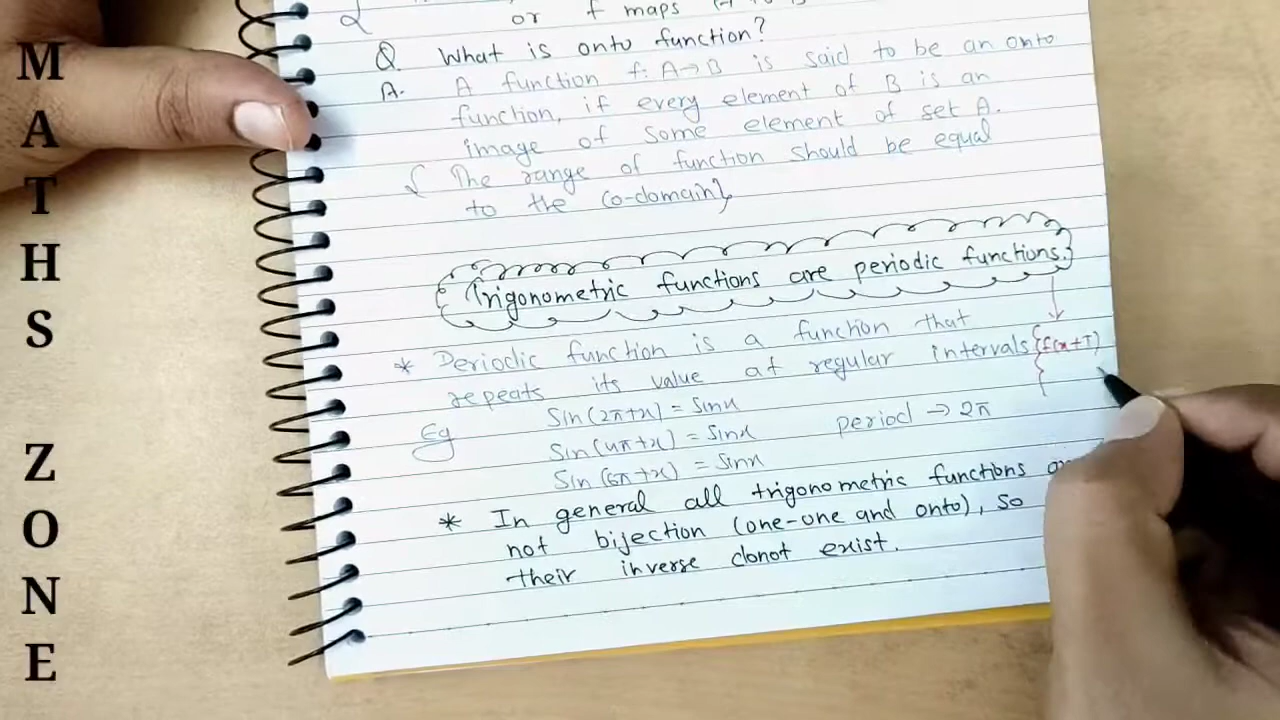 MATHS ZONE
or f maps
Q What is onto function?
A. A function f: A→B is said to be an onto
function, if every element of B is an
image of some element of set A.
{ The range of function should be equal
to the co-domain}
Trigonometric functions are periodic functions.
* Periodic function is a function that
repeats its value at regular intervals {f(x+T)
Eg Sin(2π+x) = Sinx
Sin(4π+x) = Sinx period → 2π
Sin(6π+x) = Sinx
* In general all trigonometric functions
not bijection (one-one and onto), so
their inverse donot exist.